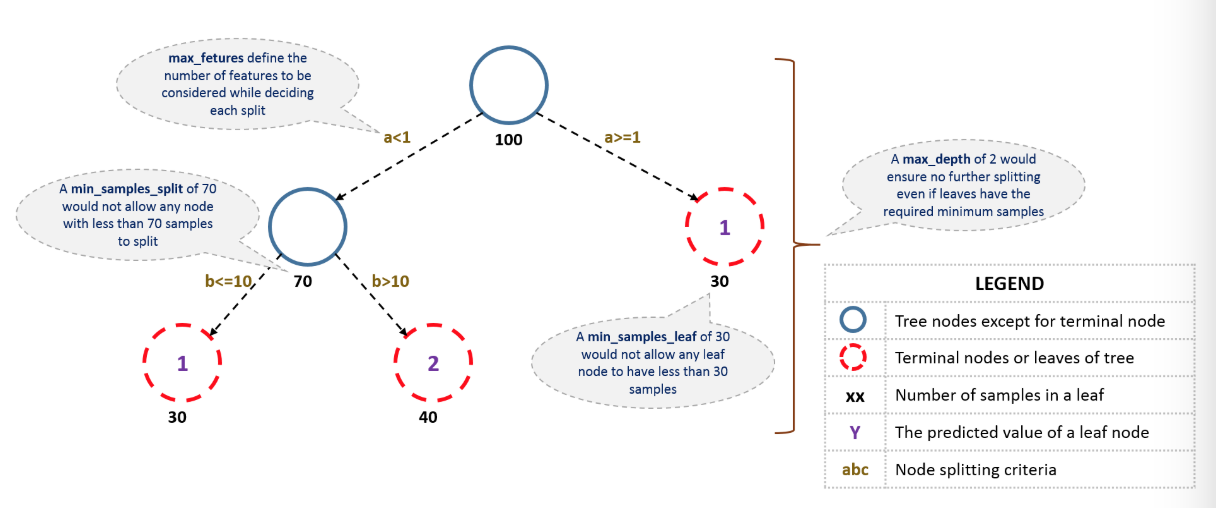 max_fetures define the
number of features to be
considered while deciding
each split
a<1
100
a>=1
A max_depth of 2 would
ensure no further splitting
even if leaves have the
required minimum samples
A min_samples_split of 70
would not allow any node
with less than 70 samples
to split
1
30
b<=10
70
b>10
A min_samples_leaf of 30
would not allow any leaf
node to have less than 30
samples
1
30
2
40
LEGEND
Tree nodes except for terminal node
Terminal nodes or leaves of tree
xx Number of samples in a leaf
Y The predicted value of a leaf node
abc Node splitting criteria